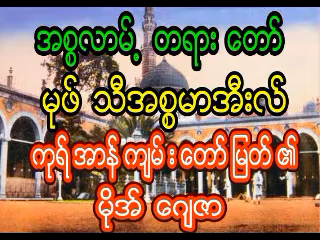 အစ္စလာမ့် တရား တော်
မုဖ် သီအစ္စမာအီးလ်
ကုရ်အာန်ကျမ်းတော်မြတ်၏
မိုအ် ဂျေဇာ